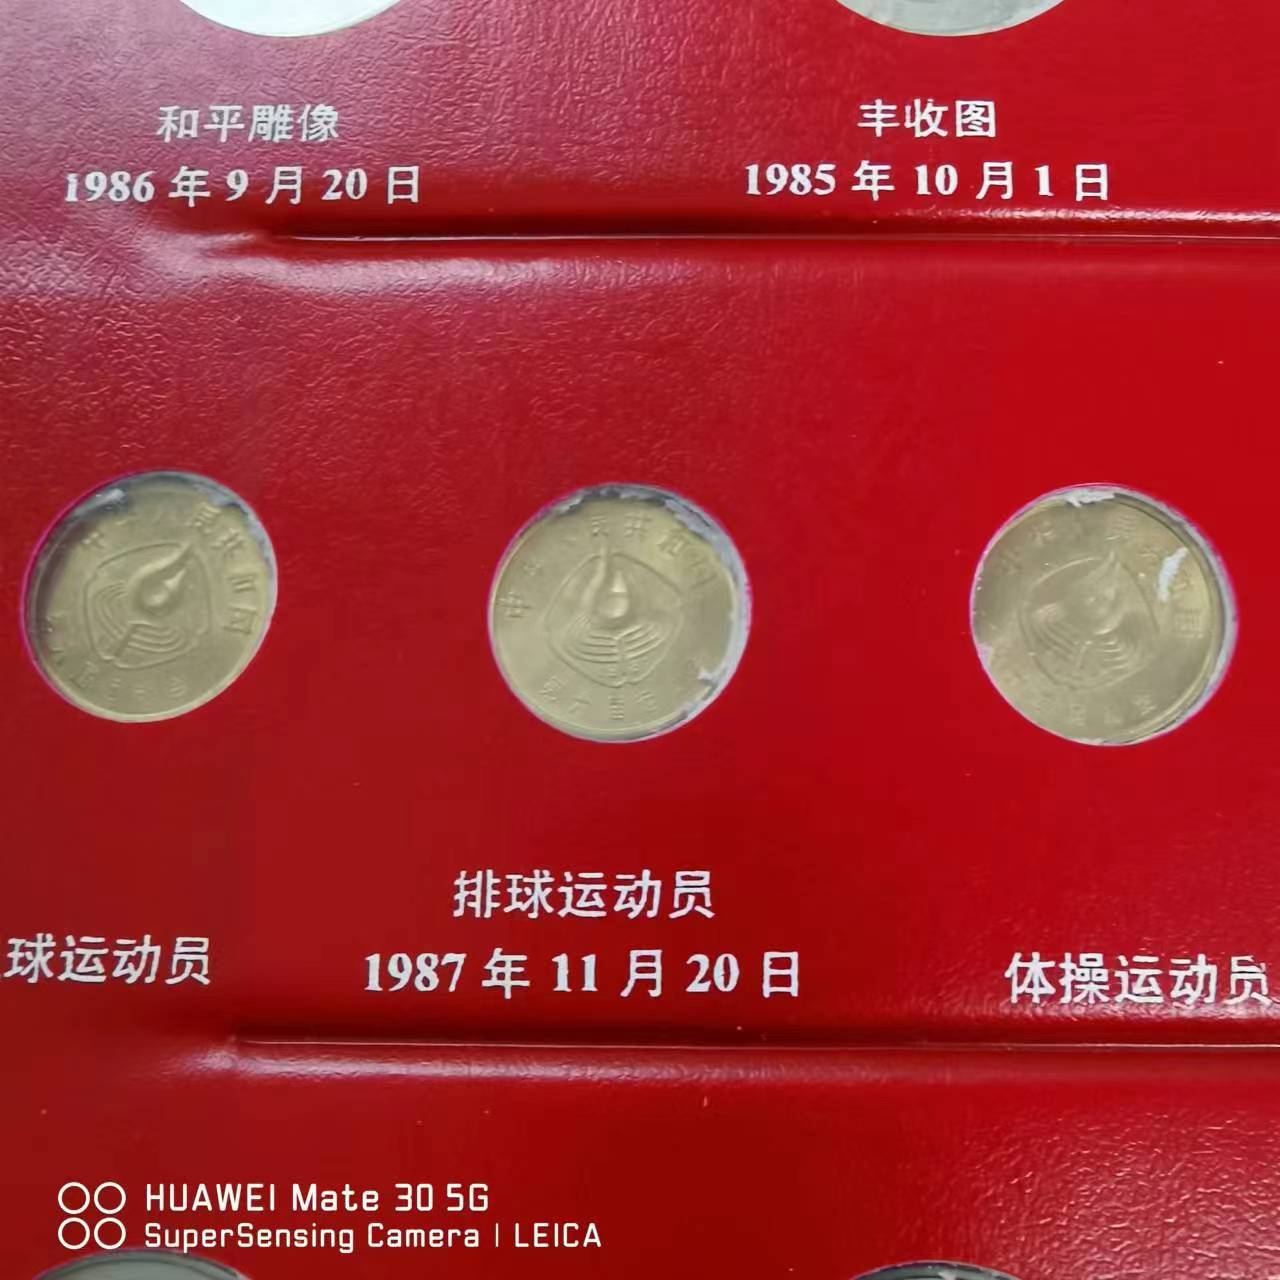 和平雕像
1986 年 9 月 20 日
丰收图
1985 年 10 月 1 日
球运动员
排球运动员
1987 年 11 月 20 日
体操运动员
HUAWEI Mate 30 5G
SuperSensing Camera | LEICA